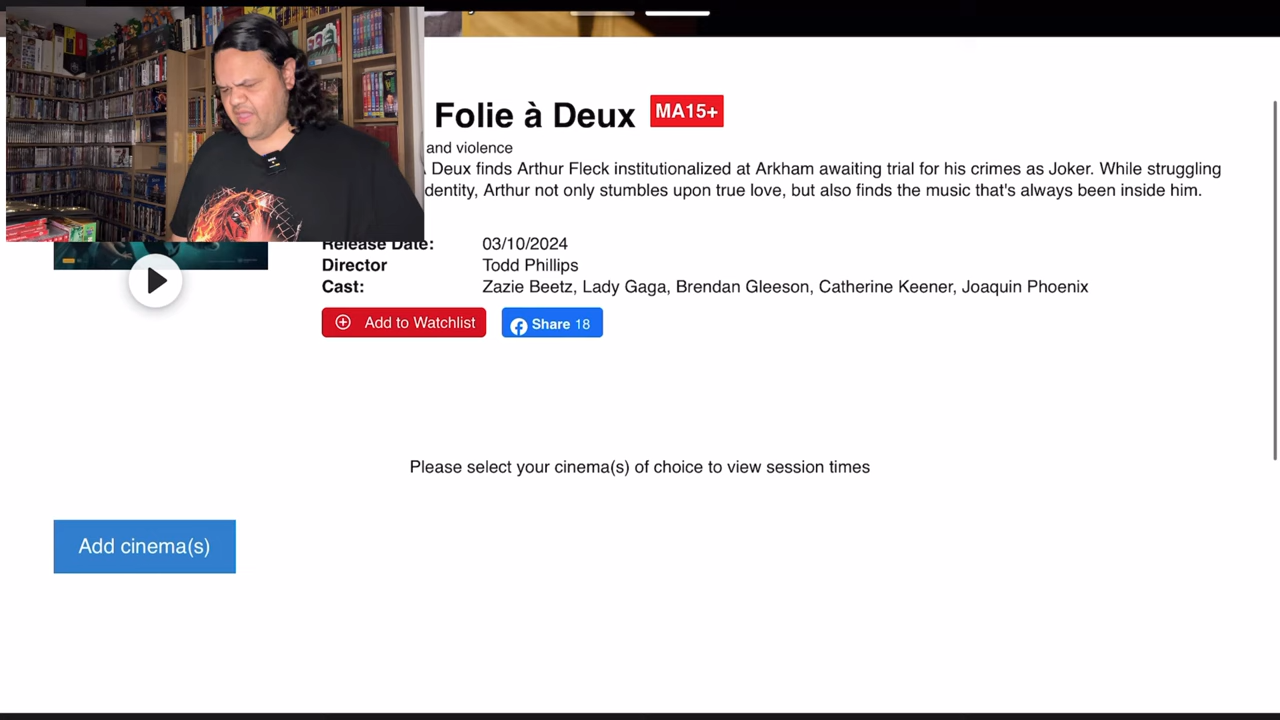 Folie à Deux MA15+
and violence
Deux finds Arthur Fleck institutionalized at Arkham awaiting trial for his crimes as Joker. While struggling
identity, Arthur not only stumbles upon true love, but also finds the music that's always been inside him.
Release Date: 03/10/2024
Director Todd Phillips
Cast: Zazie Beetz, Lady Gaga, Brendan Gleeson, Catherine Keener, Joaquin Phoenix
Add to Watchlist Share 18
Please select your cinema(s) of choice to view session times
Add cinema(s)